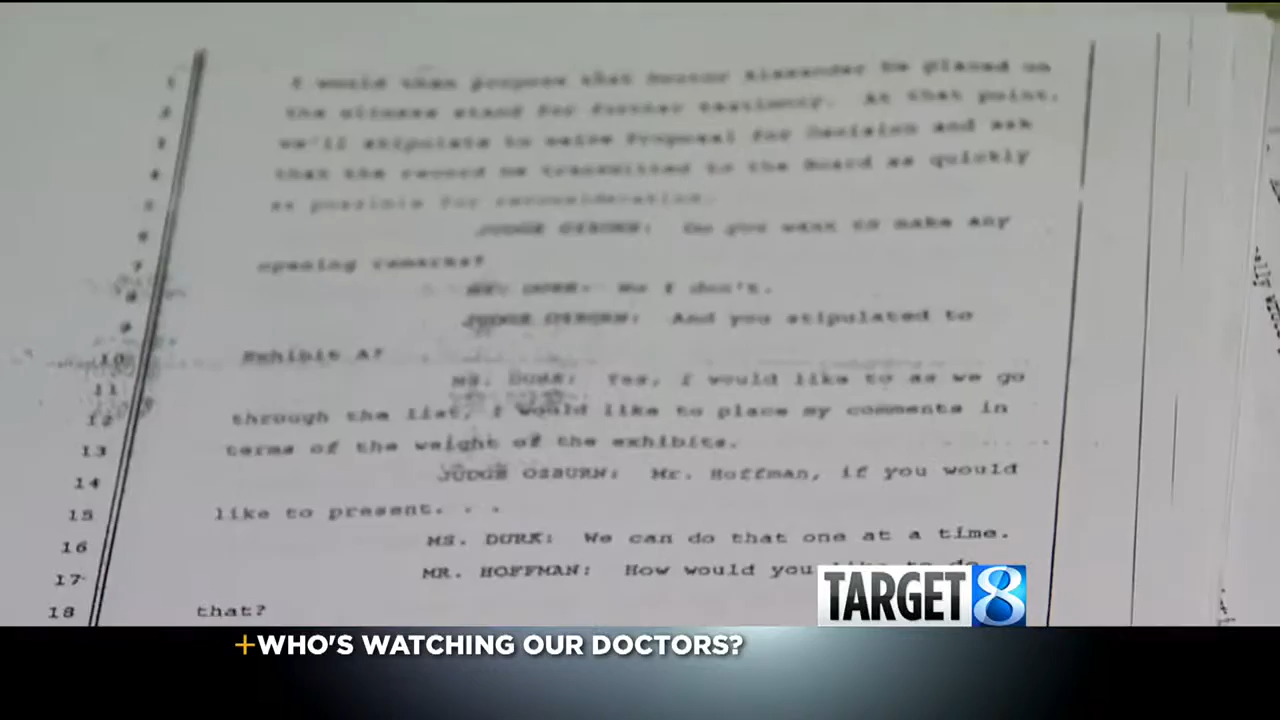 1 I would then propose that Doctor Alexander be placed on
2 the witness stand for further testimony. At that point,
3 we'll stipulate to waive Proposal for Decision and ask
4 that the record be transmitted to the Board as quickly
5 as possible for reconsideration.
6 JUDGE OZBURN: Do you want to make any
7 opening remarks?
8 MS. DURK: No I don't.
9 JUDGE OZBURN: And you stipulated to
10 Exhibit A?
11 MS. DURK: Yes, I would like to as we go
12 through the list, I would like to place my comments in
13 terms of the weight of the exhibits.
14 JUDGE OZBURN: Mr. Hoffman, if you would
15 like to present. . .
16 MS. DURK: We can do that one at a time.
17 MR. HOFFMAN: How would you like to do
18 that?
TARGET 8
+WHO'S WATCHING OUR DOCTORS?